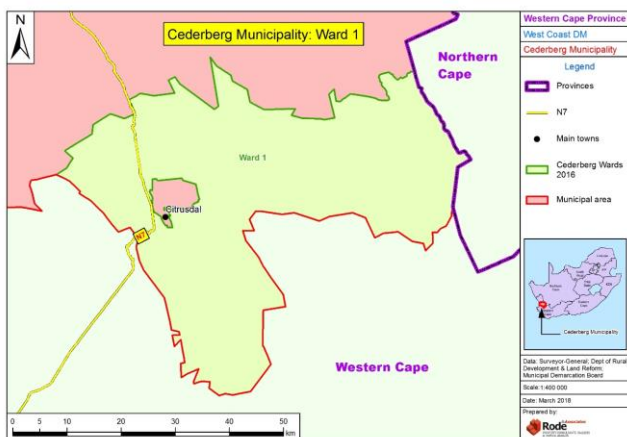 N
Cederberg Municipality: Ward 1
Northern
Cape
Ward 1
Citrusdal
N7
Western Cape
0 5 10 20 30 40 50
km
Western Cape Province
West Coast DM
Cederberg Municipality
Legend
Provinces
N7
Main towns
Cederberg Wards
2016
Municipal area
Cederberg Municipality
Data: Surveyor-General; Dept of Rural
Development & Land Reform;
Municipal Demarcation Board
Scale:1:400 000
Date: March 2018
Prepared by:
Rode